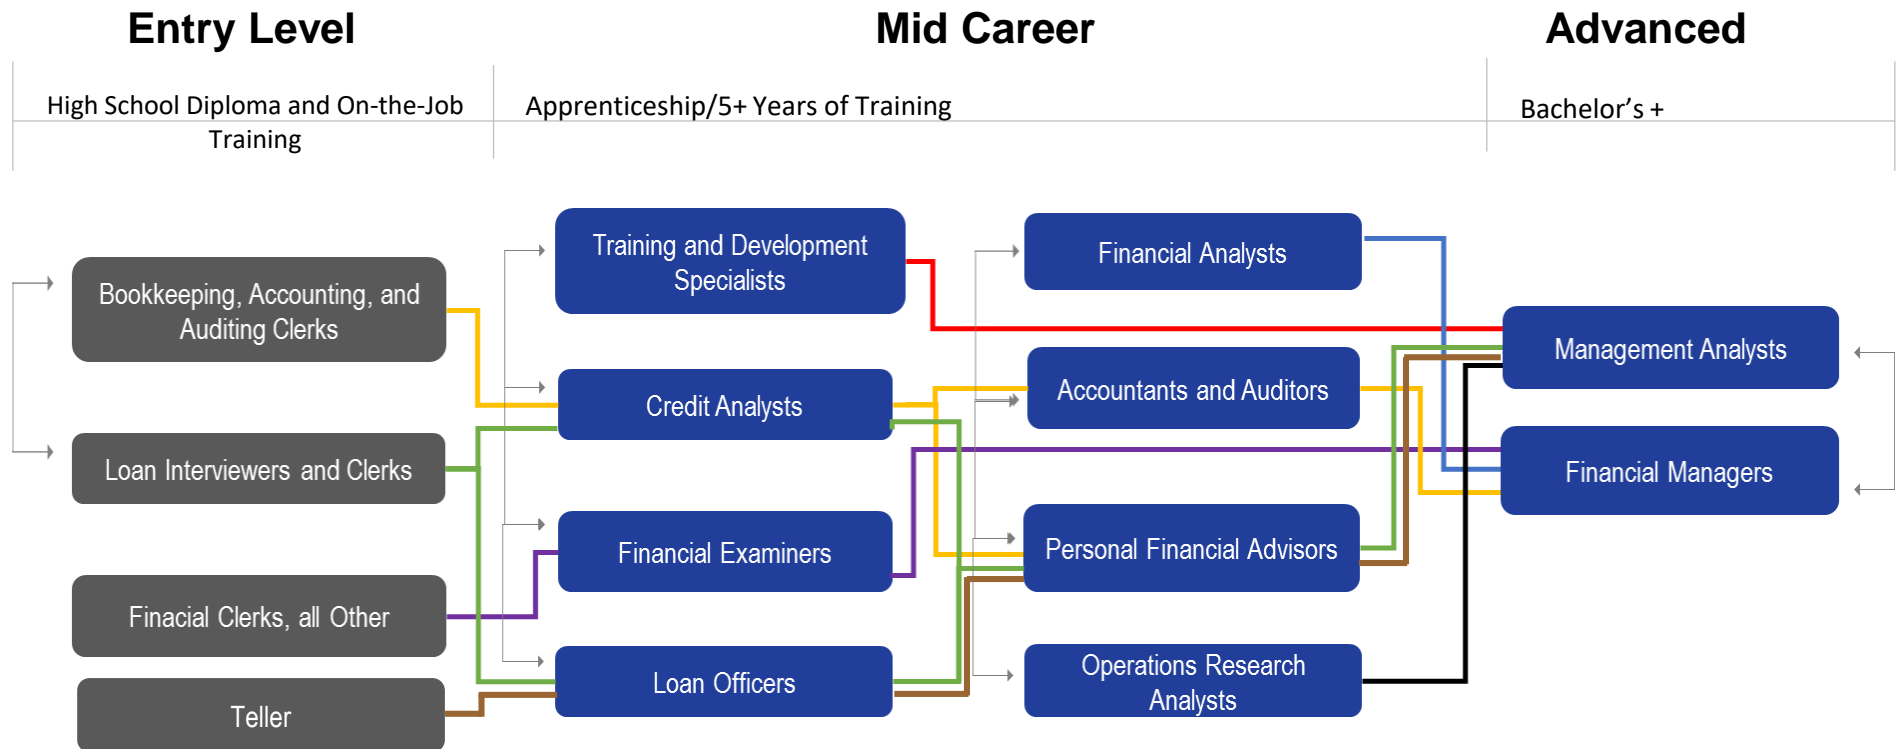 Entry Level
Mid Career
Advanced
High School Diploma and On-the-Job
Training
Apprenticeship/5+ Years of Training
Bachelor’s +
Bookkeeping, Accounting, and
Auditing Clerks
Loan Interviewers and Clerks
Finacial Clerks, all Other
Teller
Training and Development
Specialists
Credit Analysts
Financial Examiners
Loan Officers
Financial Analysts
Accountants and Auditors
Personal Financial Advisors
Operations Research
Analysts
Management Analysts
Financial Managers